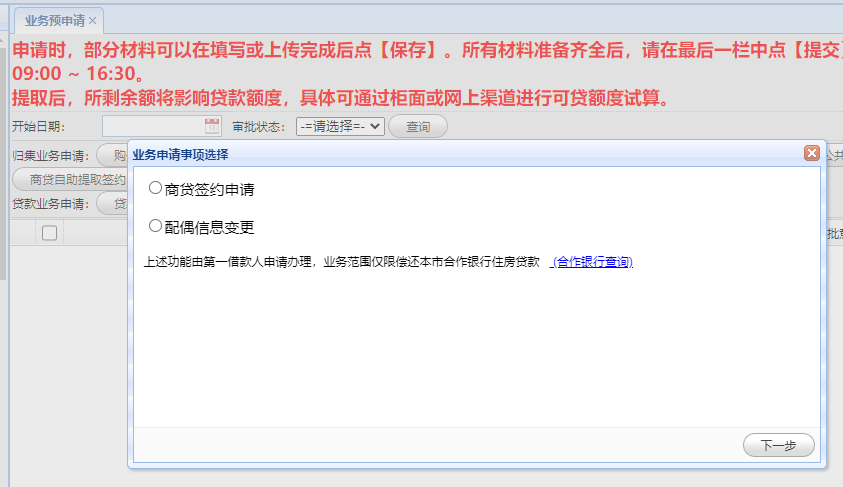 业务预申请
申请时，部分材料可以在填写或上传完成后点【保存】。所有材料准备齐全后，请在最后一栏中点【提交】
09:00 ~ 16:30。
提取后，所剩余额将影响贷款额度，具体可通过柜面或网上渠道进行可贷额度试算。
开始日期： 审批状态： -=请选择=- 查询
归集业务申请： 购 公共
商贷自助提取签约
贷款业务申请： 贷
批
业务申请事项选择
商贷签约申请
配偶信息变更
上述功能由第一借款人申请办理，业务范围仅限偿还本市合作银行住房贷款 (合作银行查询)
下一步